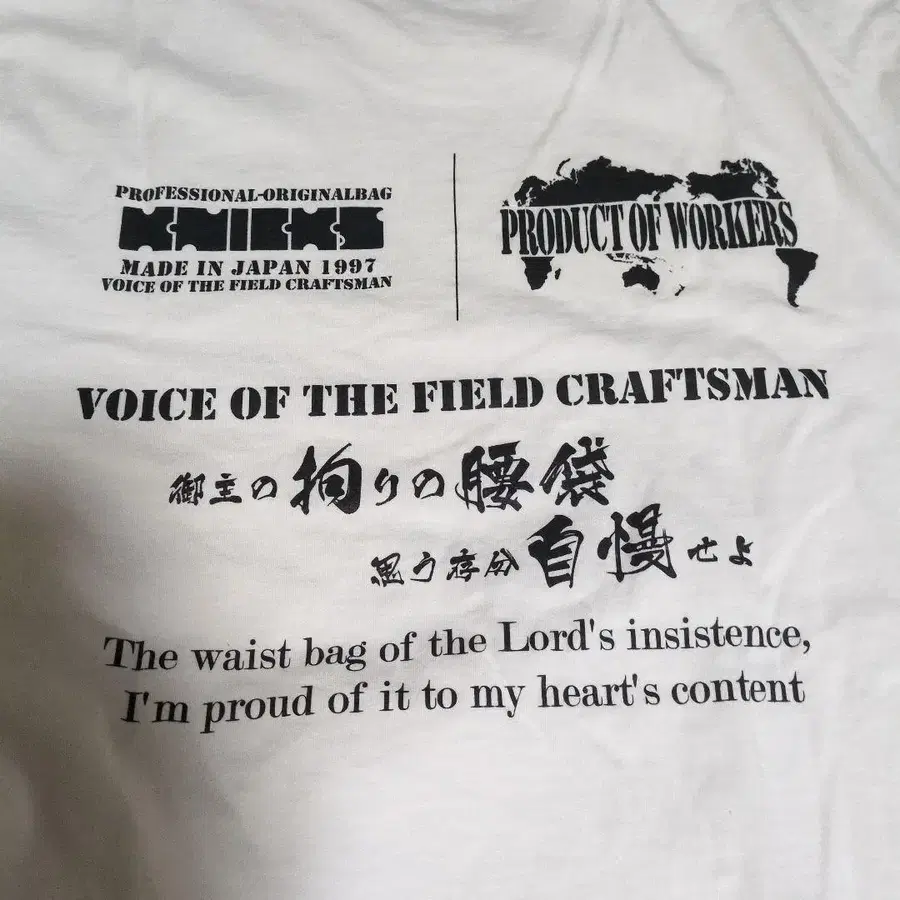 PROFESSIONAL-ORIGINALBAG
KNICKS
MADE IN JAPAN 1997
VOICE OF THE FIELD CRAFTSMAN
PRODUCT OF WORKERS
VOICE OF THE FIELD CRAFTSMAN
御主の拘りの腰袋
思う存分自慢せよ
The waist bag of the Lord's insistence,
I'm proud of it to my heart's content